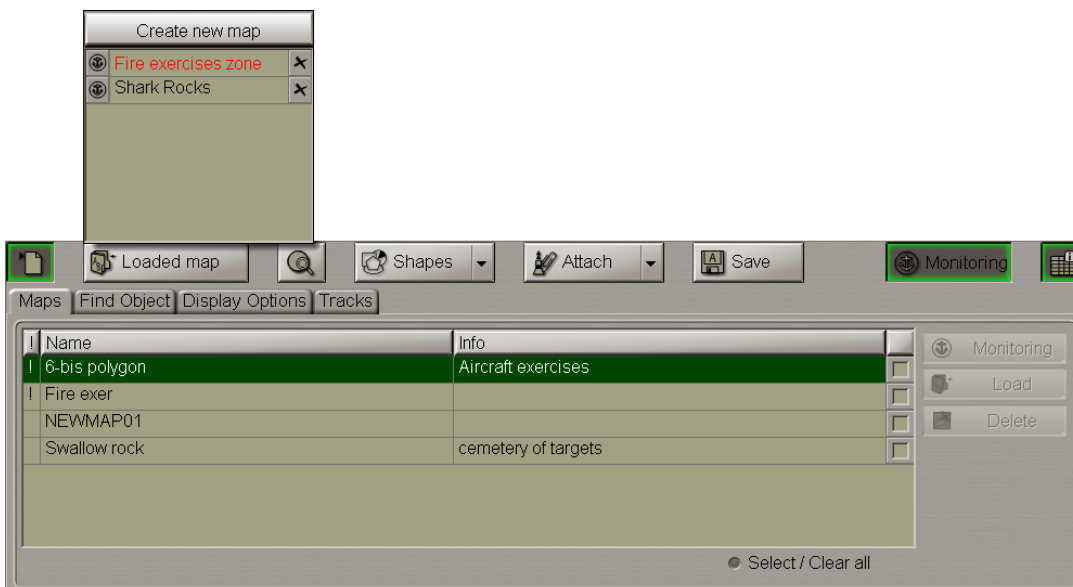 Create new map
Fire exercises zone
Shark Rocks
Loaded map Shapes Attach Save Monitoring
Maps Find Object Display Options Tracks
! Name Info
! 6-bis polygon Aircraft exercises
! Fire exer
NEWMAP01
Swallow rock cemetery of targets
Monitoring
Load
Delete
Select / Clear all